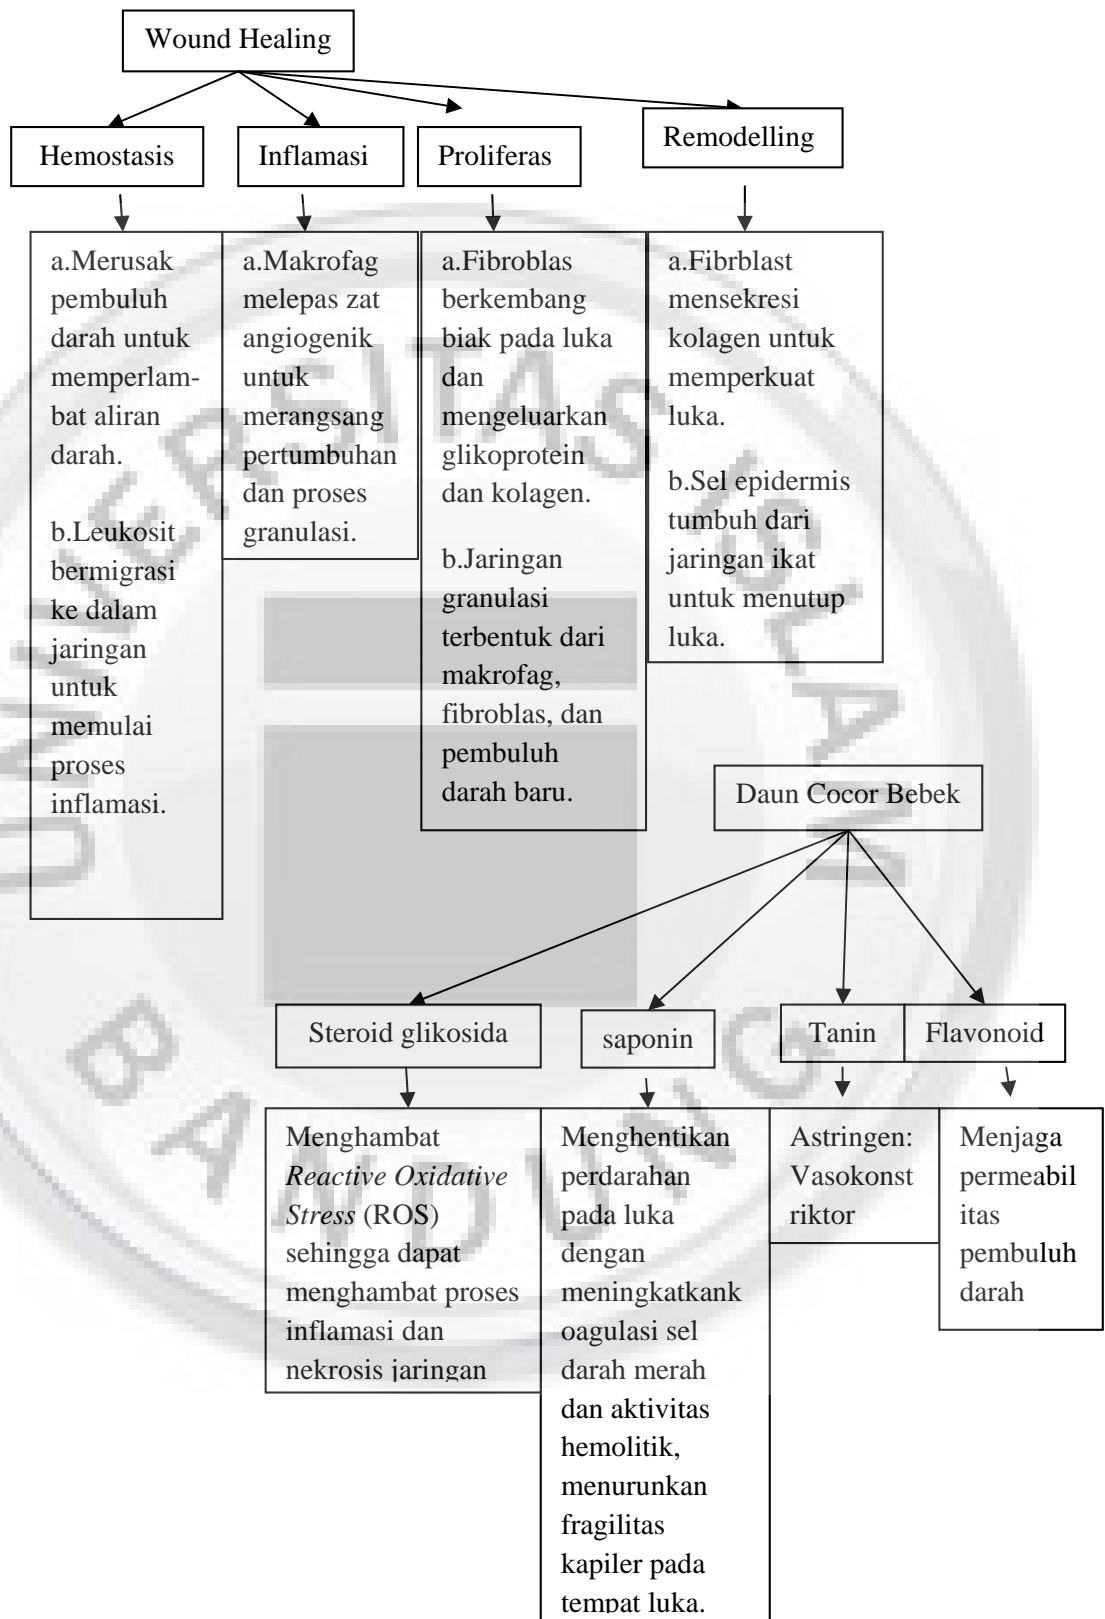 Wound Healing
Hemostasis
Inflamasi
Proliferas
Remodelling
a.Merusak
pembuluh
darah untuk
memperlam-
bat aliran
darah.
b.Leukosit
bermigrasi
ke dalam
jaringan
untuk
memulai
proses
inflamasi.
a.Makrofag
melepas zat
angiogenik
untuk
merangsang
pertumbuhan
dan proses
granulasi.
a.Fibroblas
berkembang
biak pada luka
dan
mengeluarkan
glikoprotein
dan kolagen.
b.Jaringan
granulasi
terbentuk dari
makrofag,
fibroblas, dan
pembuluh
darah baru.
a.Fibrblast
mensekresi
kolagen untuk
memperkuat
luka.
b.Sel epidermis
tumbuh dari
jaringan ikat
untuk menutup
luka.
Daun Cocor Bebek
Steroid glikosida
saponin
Tanin
Flavonoid
Menghambat
Reactive Oxidative
Stress (ROS)
sehingga dapat
menghambat proses
inflamasi dan
nekrosis jaringan
Menghentikan
perdarahan
pada luka
dengan
meningkatkank
oagulasi sel
darah merah
dan aktivitas
hemolitik,
menurunkan
fragilitas
kapiler pada
tempat luka.
Astringen:
Vasokonst
riktor
Menjaga
permeabil
itas
pembuluh
darah
UNIVERSITAS ISLAM
BANDUNG